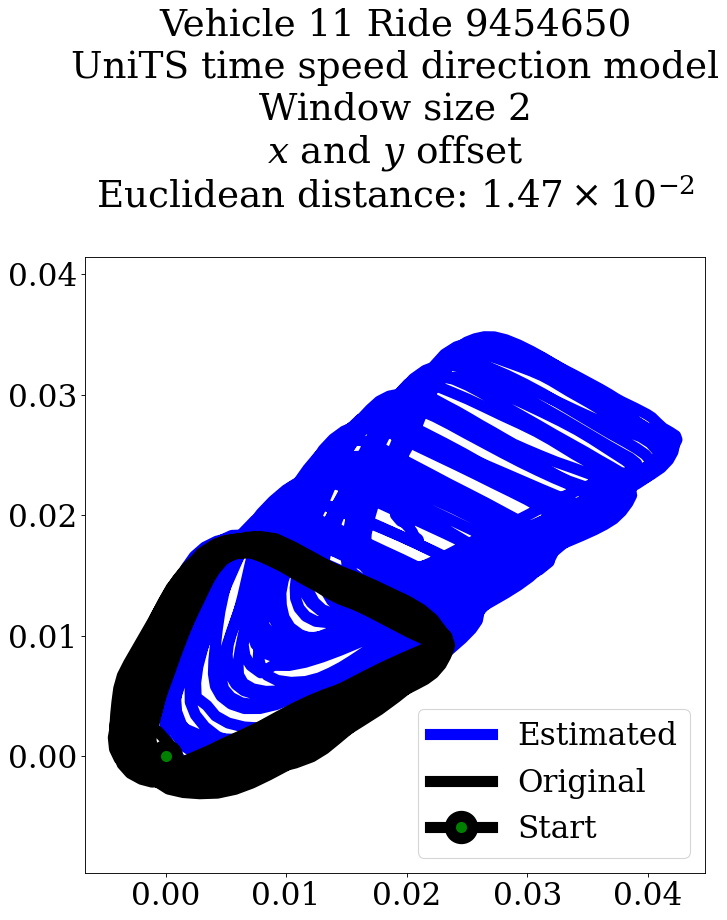 Vehicle 11 Ride 9454650
UniTS time speed direction model
Window size 2
x and y offset
Euclidean distance: 1.47 × 10⁻²
0.04
0.03
0.02
0.01
0.00
Estimated
Original
Start
0.00 0.01 0.02 0.03 0.04